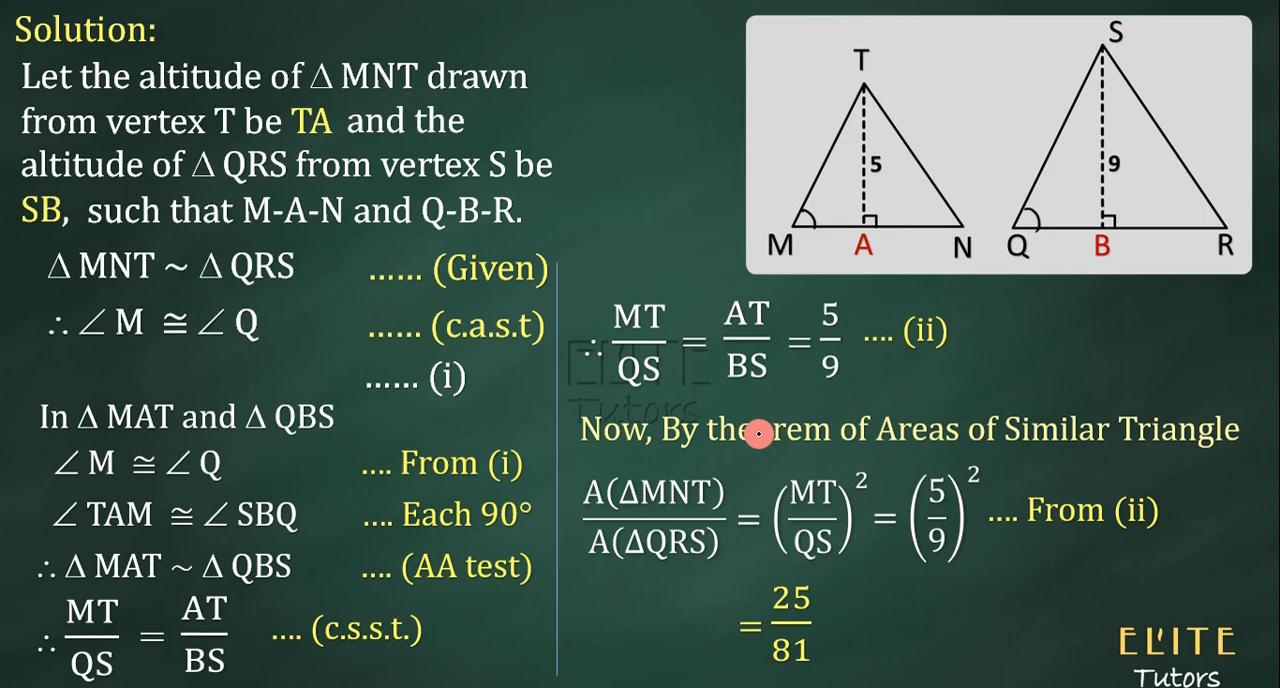 Solution:
Let the altitude of Δ MNT drawn
from vertex T be TA and the
altitude of Δ QRS from vertex S be
SB, such that M-A-N and Q-B-R.
Δ MNT ~ Δ QRS ...... (Given)
∴ ∠ M ≅ ∠ Q ...... (c.a.s.t)
...... (i)
In Δ MAT and Δ QBS
∠ M ≅ ∠ Q .... From (i)
∠ TAM ≅ ∠ SBQ .... Each 90°
∴ Δ MAT ~ Δ QBS .... (AA test)
∴ MT/QS = AT/BS .... (c.s.s.t.)
T
5
M A N
S
9
Q B R
∴ MT/QS = AT/BS = 5/9 .... (ii)
ELITE
Tutors
Now, By theorem of Areas of Similar Triangle
A(ΔMNT)/A(ΔQRS) = (MT/QS)² = (5/9)² .... From (ii)
= 25/81
ELITE
Tutors